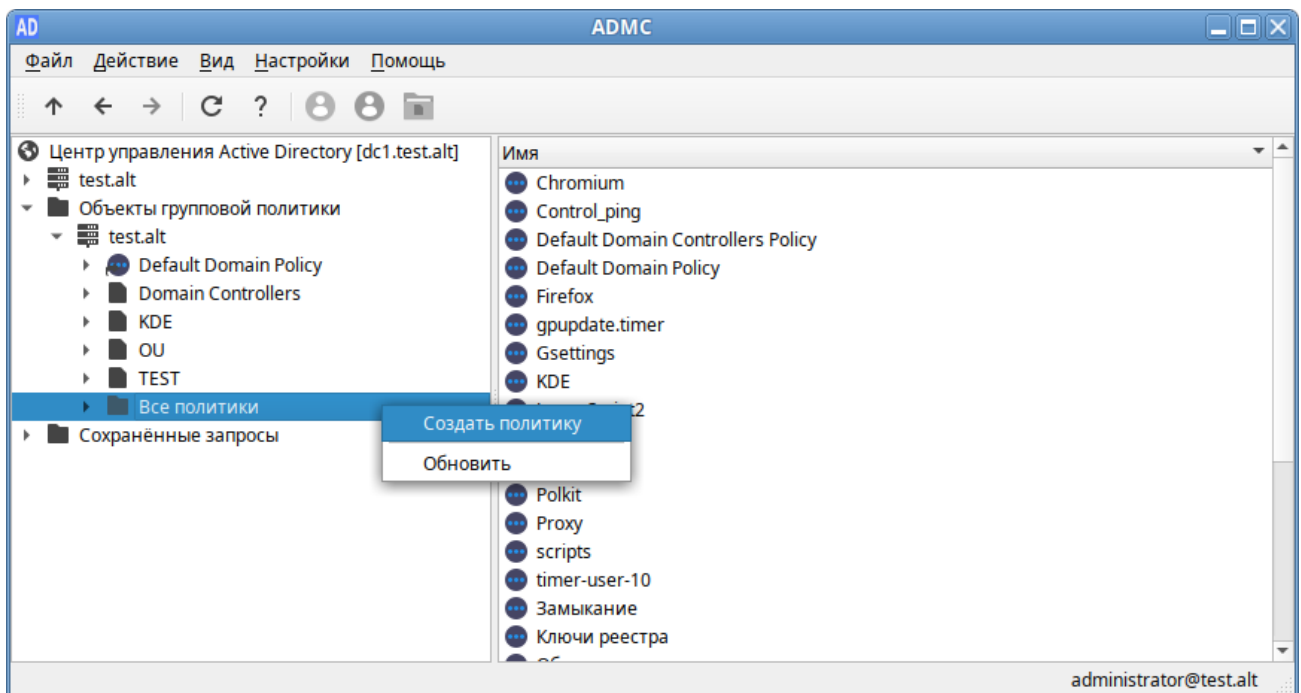 AD ADMC
Файл Действие Вид Настройки Помощь
?
Центр управления Active Directory [dc1.test.alt]
test.alt
Объекты групповой политики
test.alt
Default Domain Policy
Domain Controllers
KDE
OU
TEST
Все политики
Сохранённые запросы
Создать политику
Обновить
Имя
Chromium
Control_ping
Default Domain Controllers Policy
Default Domain Policy
Firefox
gpupdate.timer
Gsettings
KDE
Polkit
Proxy
scripts
timer-user-10
Замыкание
Ключи реестра
administrator@test.alt